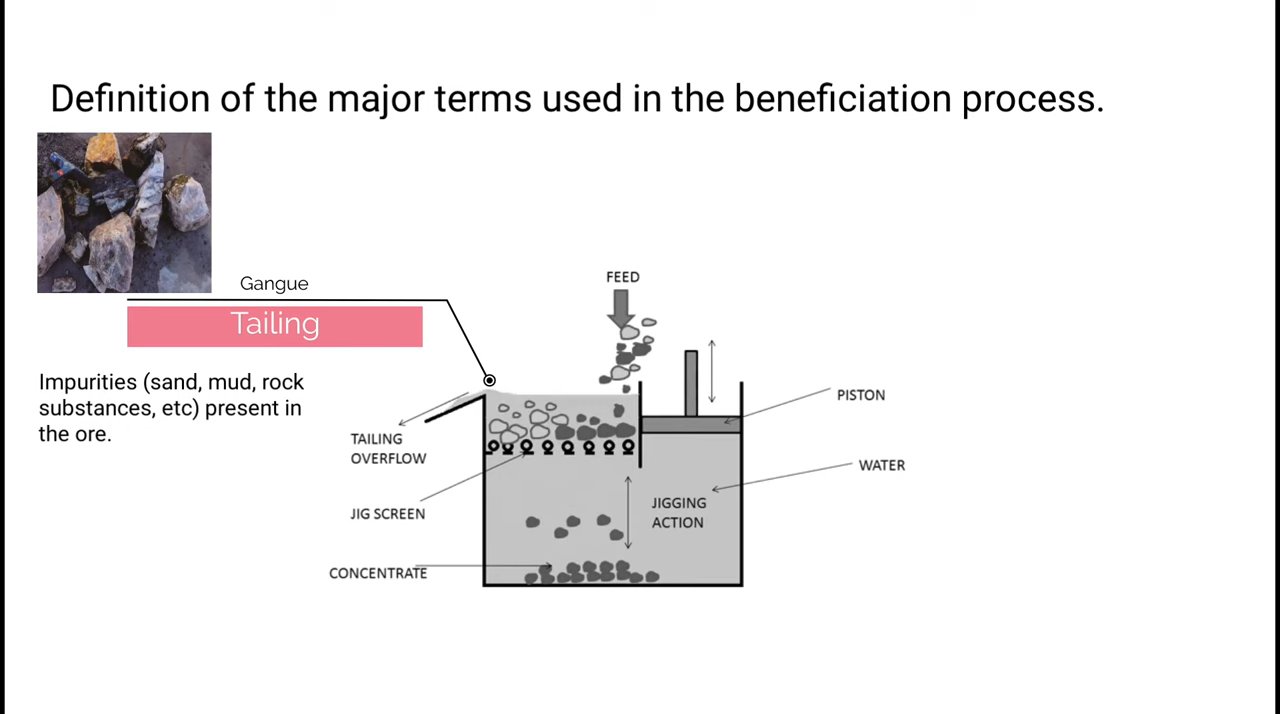 Definition of the major terms used in the beneficiation process.
Gangue
Tailing
Impurities (sand, mud, rock
substances, etc) present in
the ore.
FEED
PISTON
TAILING
OVERFLOW
WATER
JIG SCREEN
JIGGING
ACTION
CONCENTRATE